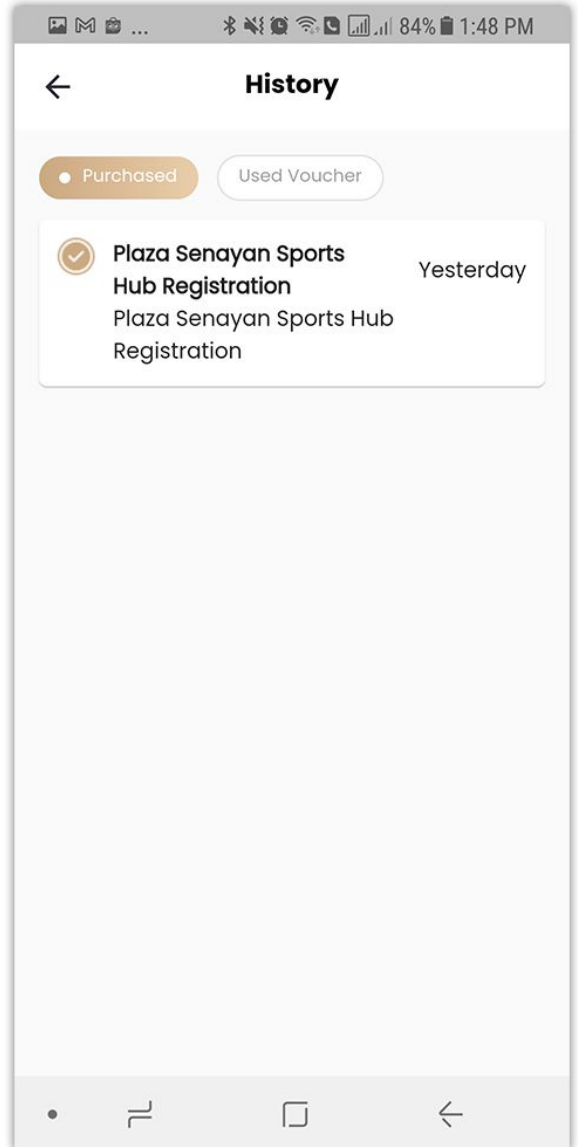 ... 84% 1:48 PM
History
Purchased Used Voucher
Plaza Senayan Sports
Hub Registration
Yesterday
Plaza Senayan Sports Hub
Registration